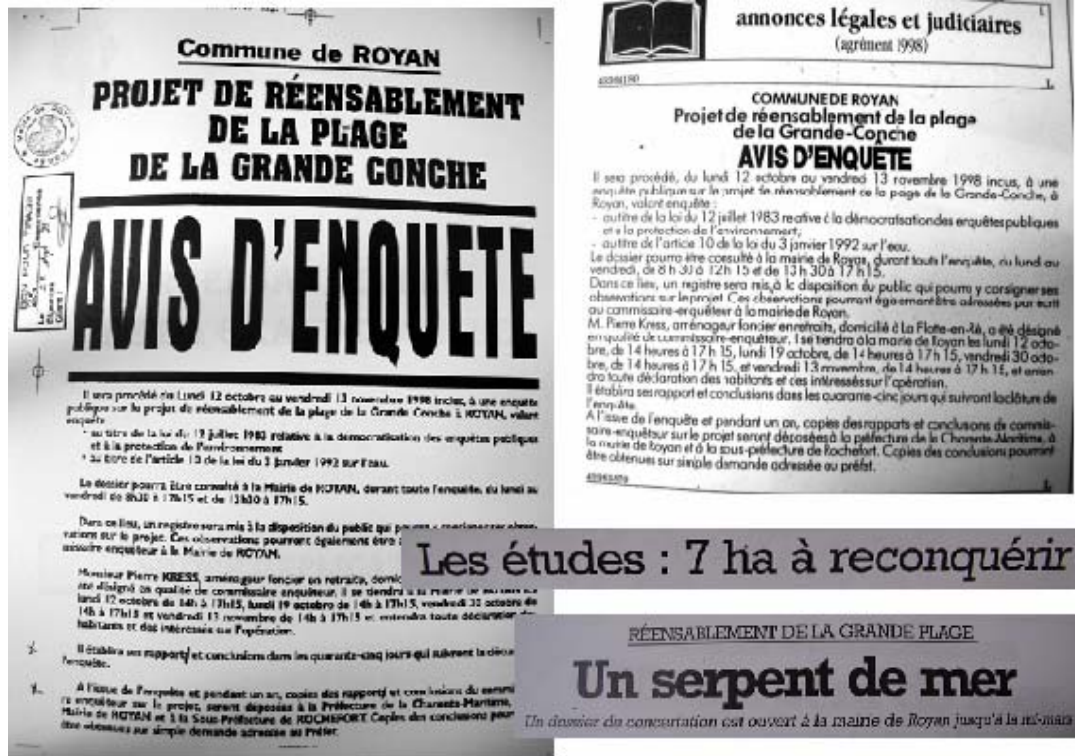 Commune de ROYAN
PROJET DE RÉENSABLEMENT
DE LA PLAGE
DE LA GRANDE CONCHE
AVIS D'ENQUETE
Il sera procédé du Lundi 12 octobre au vendredi 13 novembre 1998 inclus, à une enquête
publique sur le projet de réensablement de la plage de la Grande Conche à ROYAN, valant
enquête
au titre de la loi du 12 juillet 1983 relative à la démocratisation des enquêtes publiques
et à la protection de l'environnement
au titre de l'article 10 de la loi du 3 janvier 1992 sur l'eau.
Le dossier pourra être consulté à la Mairie de ROYAN, durant toute l'enquête, du lundi au
vendredi de 8h30 à 17h15 et de 13h30 à 17h15.
Dans ce lieu, un registre sera mis à la disposition du public qui
vations sur le projet. Ces observations pourront également être
missaire enquêteur à la Mairie de ROYAN.
Monsieur Pierre KRESS, aménageur foncier en retraite,
été désigné en qualité de commissaire enquêteur. Il se tiendra à la Mairie de
lundi 12 octobre de 14h à 17h15, lundi 19 octobre de 14h à 17h15, vendredi 30 octobre de
14h à 17h15 et vendredi 13 novembre de 14h à 17h15 et entendra toute déclaration
habitants et des intéressés sur l'opération.
Il établira ses rapport et conclusions dans les quarante-cinq jours qui suivront la
l'enquête.
A l'issue de l'enquête et pendant un an, copies des rapport et conclusions du
enquêteur sur le projet, seront déposées à la Préfecture de la Charente-Maritime,
Mairie de ROYAN et à la Sous-Préfecture de ROCHEFORT Copies des conclusions
être obtenues sur simple demande adressée au Préfet.
annonces légales et judiciaires
(agrément 1998)
COMMUNE DE ROYAN
Projet de réensablement de la plage
de la Grande-Conche
AVIS D'ENQUÊTE
Il sera procédé, du lundi 12 octobre au vendredi 13 novembre 1998 inclus, à une
enquête publique sur le projet de réensablement de la plage de la Grande-Conche, à
Royan, valant enquête :
- au titre de la loi du 12 juillet 1983 relative à la démocratisation des enquêtes publiques
et à la protection de l'environnement;
- au titre de l'article 10 de la loi du 3 janvier 1992 sur l'eau.
Le dossier pourra être consulté à la mairie de Royan, durant toute l'enquête, du lundi au
vendredi, de 8 h 30 à 12h 15 et de 13 h 30 à 17 h 15.
Dans ce lieu, un registre sera mis à la disposition du public qui pourra y consigner ses
observations sur le projet Ces observations pourront également être adressées par écrit
au commissaire-enquêteur à la mairie de Royan.
M. Pierre Kress, aménageur foncier en retraite, domicilié à La Flotte-en-Ré, a été désigné
en qualité de commissaire-enquêteur. Il se tiendra à la mairie de Royan les lundi 12 octo-
bre, de 14 heures à 17 h 15, lundi 19 octobre, de 14 heures à 17 h 15, vendredi 30 octo-
bre, de 14 heures à 17 h 15, et vendredi 13 novembre, de 14 heures à 17 h 15, et enten-
dra toute déclaration des habitants et des intéressés sur l'opération.
Il établira ses rapport et conclusions dans les quarante-cinq jours qui suivront la clôture de
l'enquête.
A l'issue de l'enquête et pendant un an, copies des rapports et conclusions du commis-
saire-enquêteur sur le projet seront déposées à la préfecture de la Charente-Maritime, à
la mairie de Royan et à la sous-préfecture de Rochefort. Copies des conclusions pourront
être obtenues sur simple demande adressée au préfet.
Les études : 7 ha à reconquérir
RÉENSABLEMENT DE LA GRANDE PLAGE
Un serpent de mer
Un dossier de concertation est ouvert à la mairie de Royan jusqu'à la mi-mars